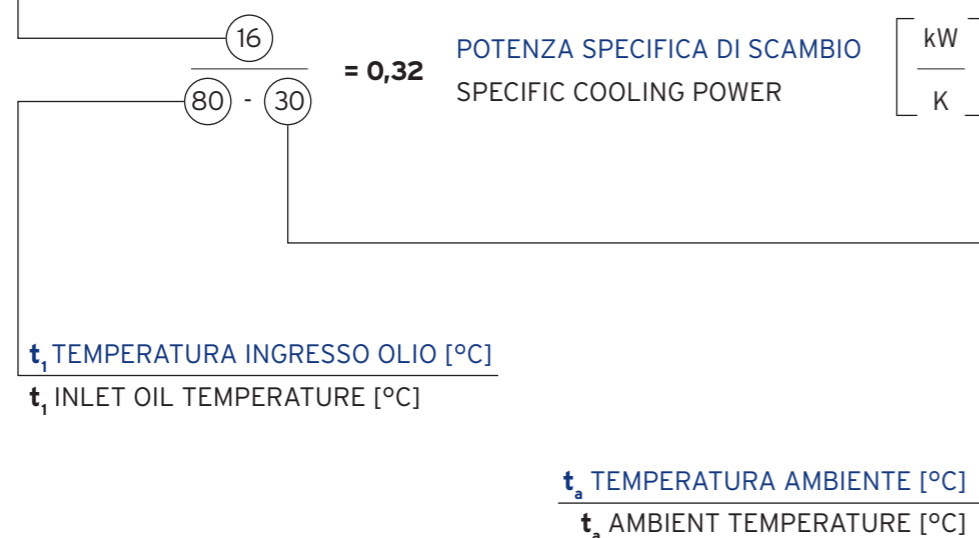 16
80 - 30
= 0,32
POTENZA SPECIFICA DI SCAMBIO
SPECIFIC COOLING POWER
kW
K
t1 TEMPERATURA INGRESSO OLIO [°C]
t1 INLET OIL TEMPERATURE [°C]
ta TEMPERATURA AMBIENTE [°C]
ta AMBIENT TEMPERATURE [°C]